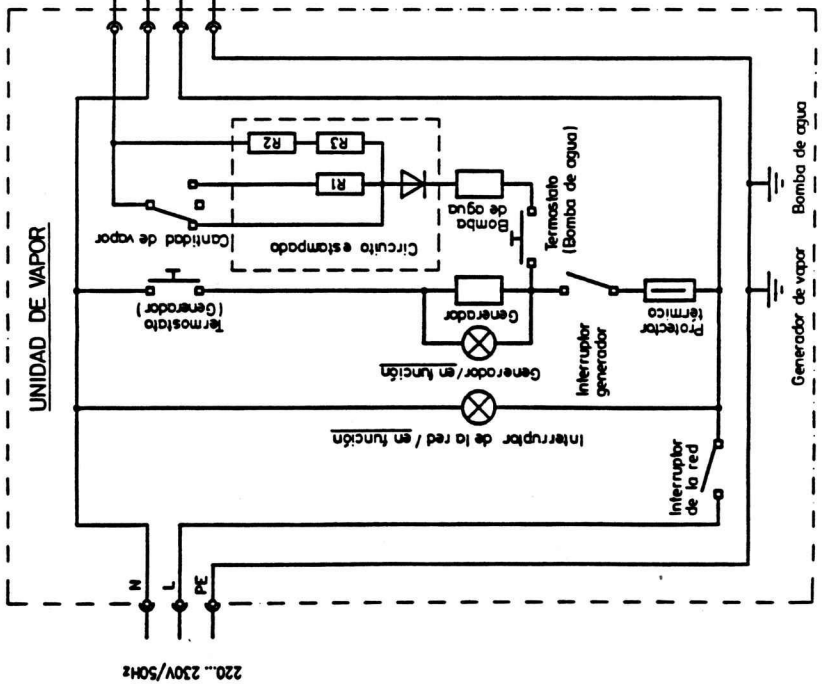 UNIDAD DE VAPOR
R2
R3
R1
Cantidad de vapor
Circuito estampado
Bomba
de agua
Termostato
(Bomba de agua)
Termostato
(Generador)
Generador
Generador/en función
Interruptor
generador
Protector
térmico
Interruptor de la red / en función
Interruptor
de la red
Bomba de agua
Generador de vapor
N
L
PE
220... 230V/50Hz